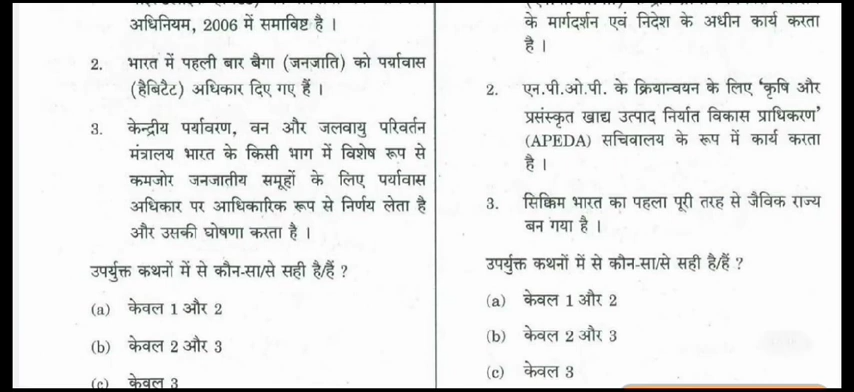 अधिनियम, 2006 में समाविष्ट है ।
2. भारत में पहली बार बैगा (जनजाति) को पर्यावास
(हैबिटैट) अधिकार दिए गए हैं ।
3. केन्द्रीय पर्यावरण, वन और जलवायु परिवर्तन
मंत्रालय भारत के किसी भाग में विशेष रूप से
कमजोर जनजातीय समूहों के लिए पर्यावास
अधिकार पर आधिकारिक रूप से निर्णय लेता है
और उसकी घोषणा करता है ।
उपर्युक्त कथनों में से कौन-सा/से सही है/हैं ?
(a) केवल 1 और 2
(b) केवल 2 और 3
(c) केवल 3
के मार्गदर्शन एवं निदेश के अधीन कार्य करता
है ।
2. एन.पी.ओ.पी. के क्रियान्वयन के लिए ‘कृषि और
प्रसंस्कृत खाद्य उत्पाद निर्यात विकास प्राधिकरण’
(APEDA) सचिवालय के रूप में कार्य करता
है ।
3. सिक्किम भारत का पहला पूरी तरह से जैविक राज्य
बन गया है ।
उपर्युक्त कथनों में से कौन-सा/से सही है/हैं ?
(a) केवल 1 और 2
(b) केवल 2 और 3
(c) केवल 3